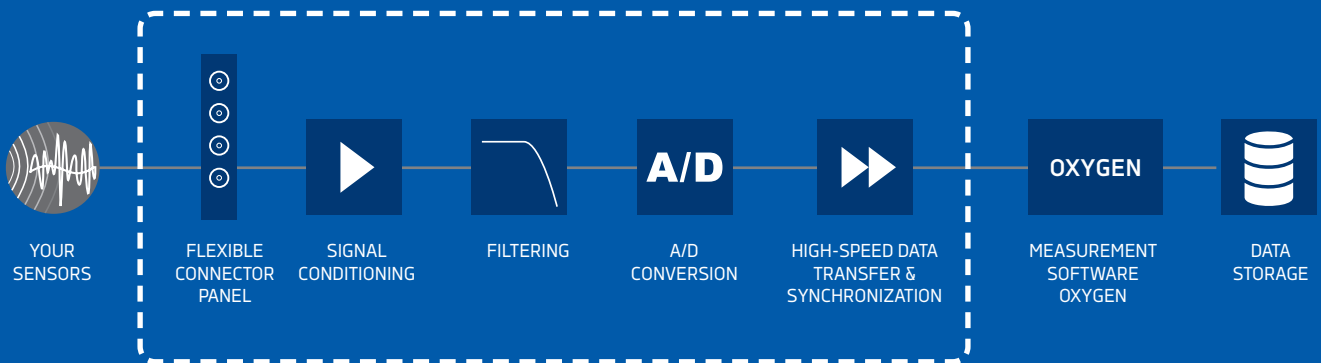 A/D
OXYGEN
YOUR
SENSORS
FLEXIBLE
CONNECTOR
PANEL
SIGNAL
CONDITIONING
FILTERING
A/D
CONVERSION
HIGH-SPEED DATA
TRANSFER &
SYNCHRONIZATION
MEASUREMENT
SOFTWARE
OXYGEN
DATA
STORAGE